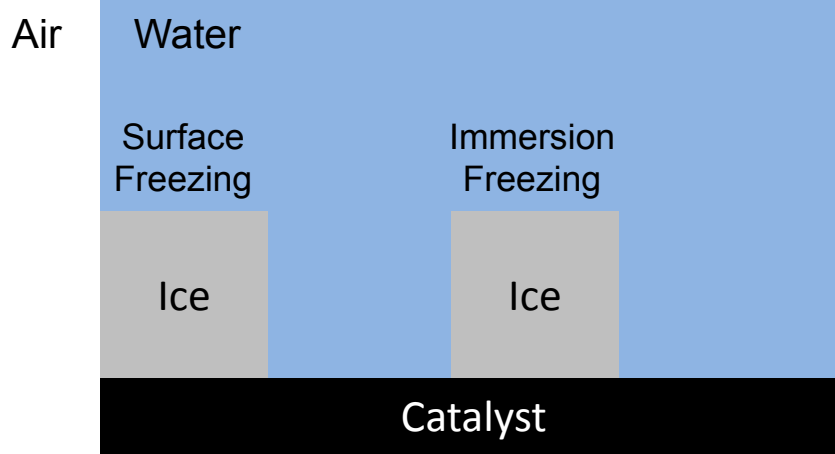 Air
Water
Surface
Freezing
Immersion
Freezing
Ice
Ice
Catalyst